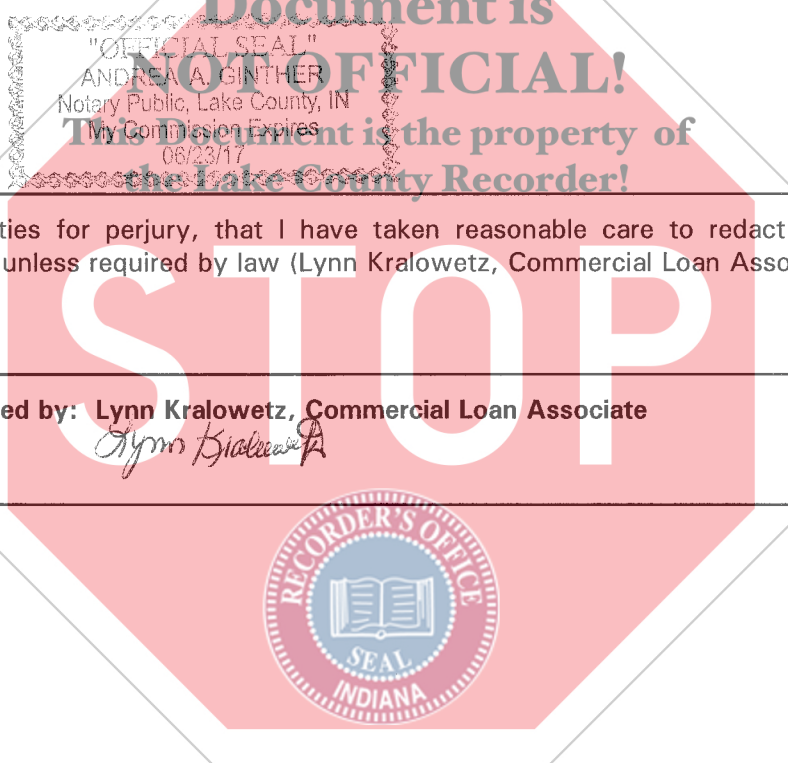 Document is
NOT OFFICIAL!
This Document is the property of
the Lake County Recorder!
"OFFICIAL SEAL"
ANDREA A. GINTHER
Notary Public, Lake County, IN
My Commission Expires
06/23/17
ties for perjury, that I have taken reasonable care to redact
unless required by law (Lynn Kralowetz, Commercial Loan Asso
STOP
ed by: Lynn Kralowetz, Commercial Loan Associate
Lynn Kralowetz
RECORDER'S OFFICE
SEAL
INDIANA